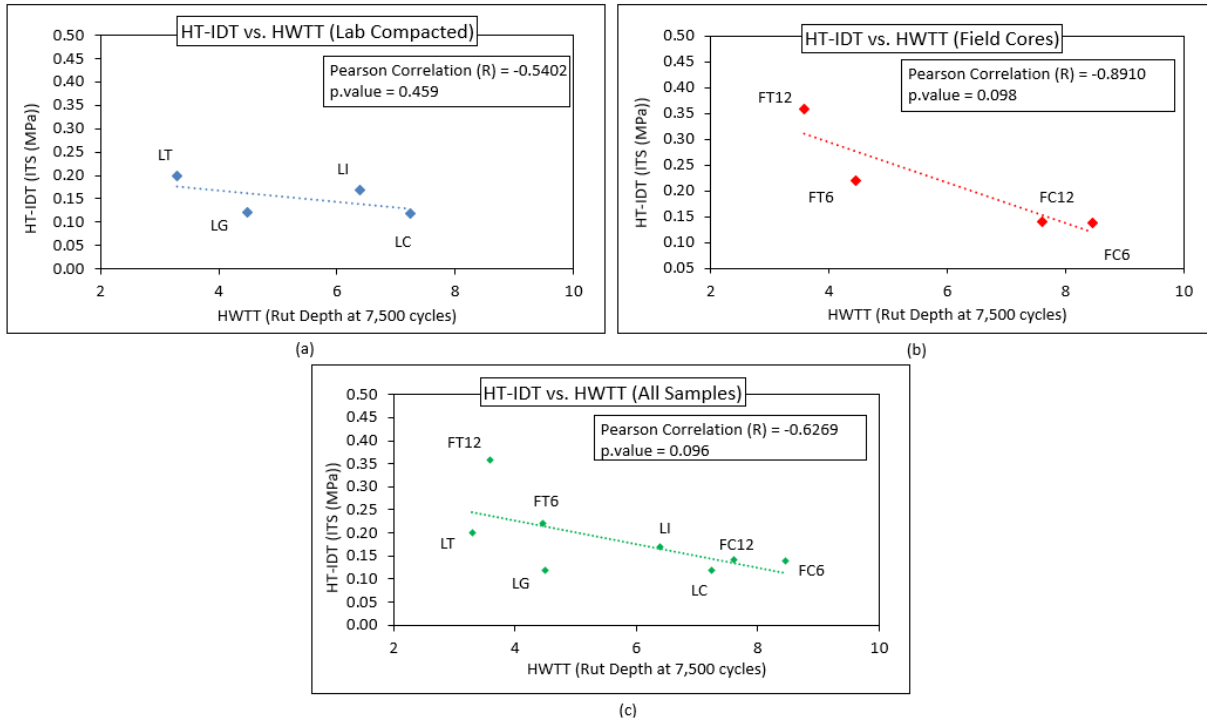 HT-IDT vs. HWTT (Lab Compacted)
Pearson Correlation (R) = -0.5402
p.value = 0.459
HT-IDT (ITS (MPa))
0.50
0.45
0.40
0.35
0.30
0.25
0.20
0.15
0.10
0.05
0.00
LT
LG
LI
LC
2
4
6
8
10
HWTT (Rut Depth at 7,500 cycles)
(a)
HT-IDT vs. HWTT (Field Cores)
Pearson Correlation (R) = -0.8910
p.value = 0.098
HT-IDT (ITS (MPa))
0.50
0.45
0.40
0.35
0.30
0.25
0.20
0.15
0.10
0.05
FT12
FT6
FC12
FC6
2
4
6
8
10
HWTT (Rut Depth at 7,500 cycles)
(b)
HT-IDT vs. HWTT (All Samples)
Pearson Correlation (R) = -0.6269
p.value = 0.096
HT-IDT (ITS (MPa))
0.50
0.45
0.40
0.35
0.30
0.25
0.20
0.15
0.10
0.05
0.00
FT12
FT6
LT
LG
LI
FC12
LC
FC6
2
4
6
8
10
HWTT (Rut Depth at 7,500 cycles)
(c)